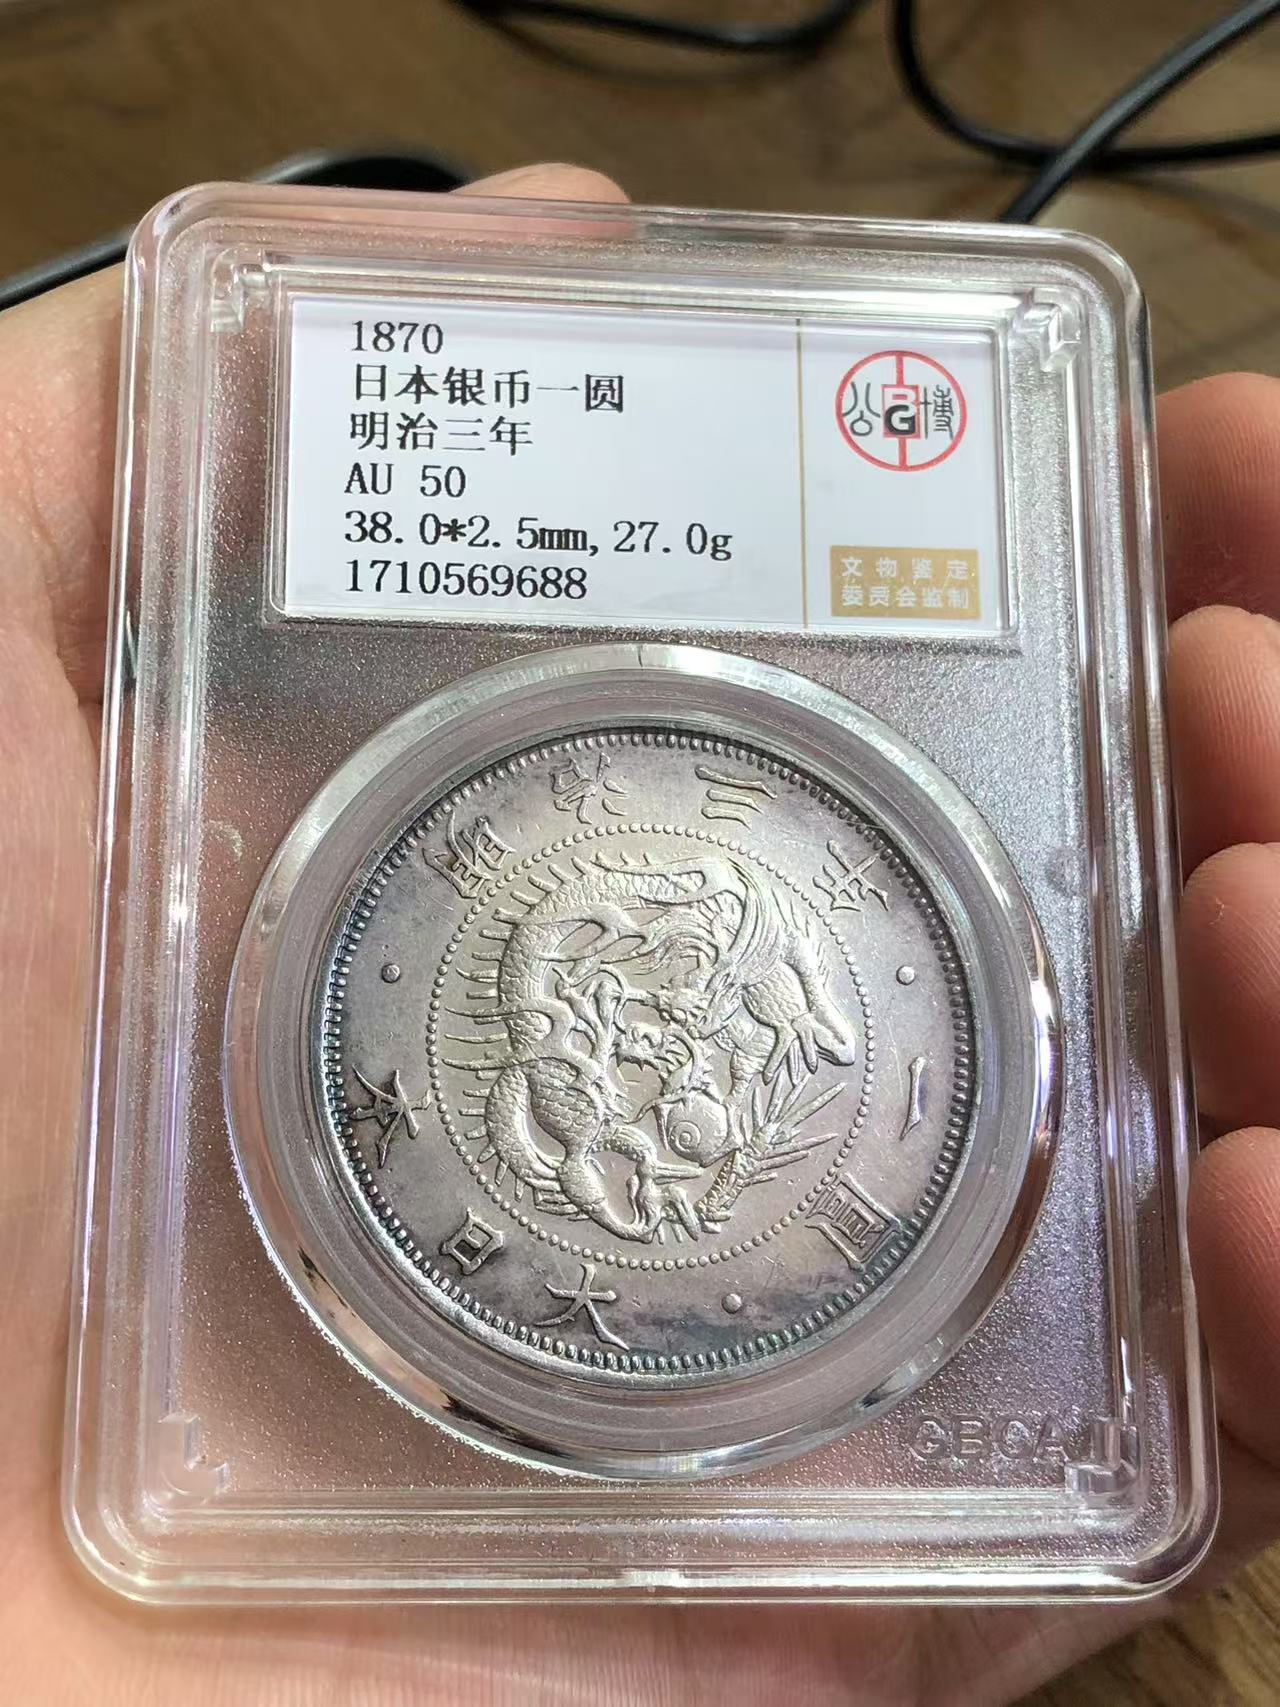 1870
日本银币一圆
明治三年
AU 50
38.0*2.5mm,27.0g
1710569688
公博
BG
文物鉴定
委员会监制
大日本
明治三年
一圓
GBCA